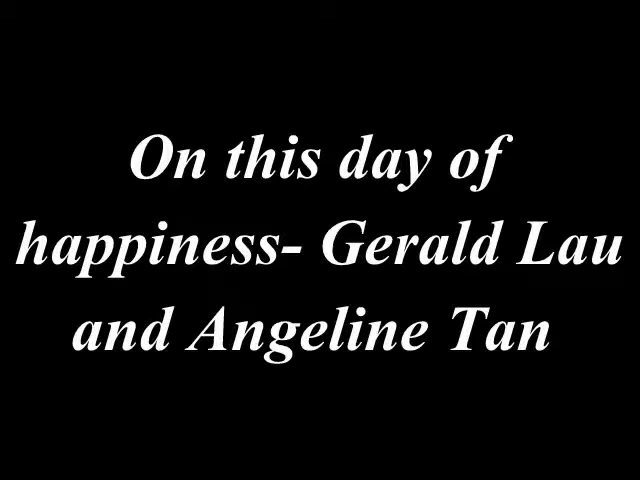 On this day of
happiness- Gerald Lau
and Angeline Tan